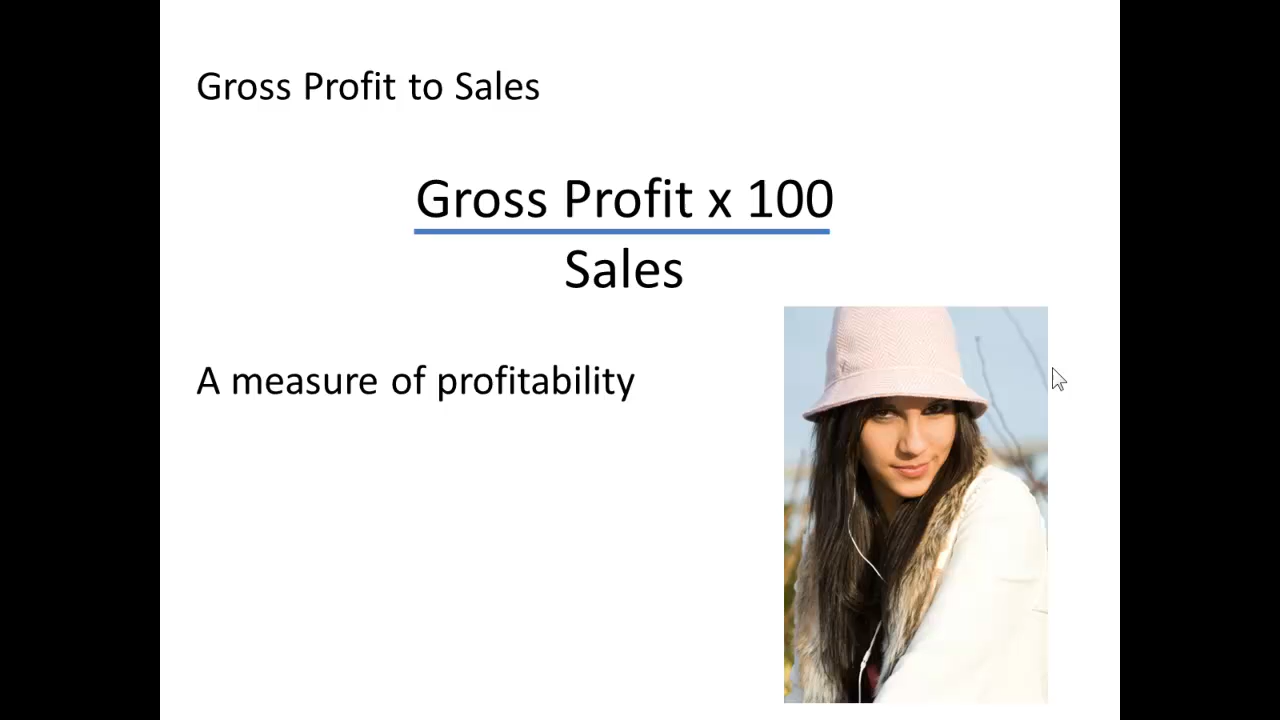 Gross Profit to Sales
Gross Profit x 100
Sales
A measure of profitability